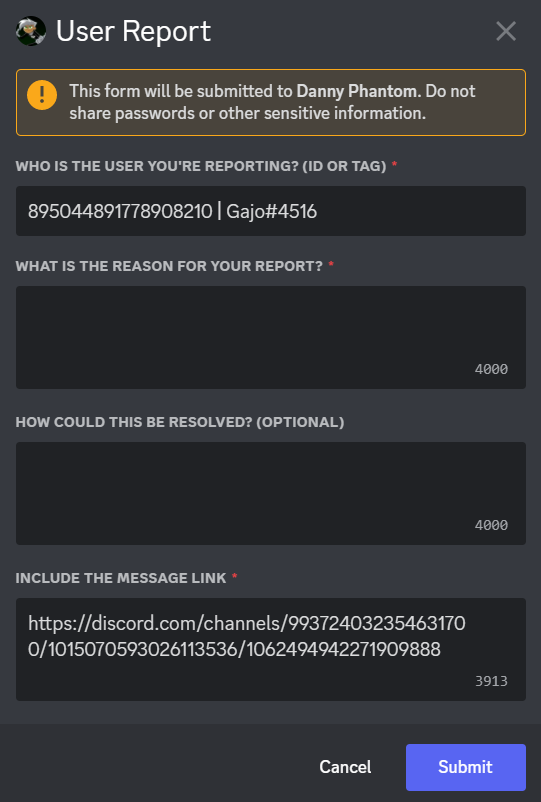 User Report
This form will be submitted to Danny Phantom. Do not
share passwords or other sensitive information.
WHO IS THE USER YOU'RE REPORTING? (ID OR TAG) *
895044891778908210 | Gajo#4516
WHAT IS THE REASON FOR YOUR REPORT? *
4000
HOW COULD THIS BE RESOLVED? (OPTIONAL)
4000
INCLUDE THE MESSAGE LINK *
https://discord.com/channels/99372403235463170
0/1015070593026113536/1062494942271909888
3913
Cancel
Submit